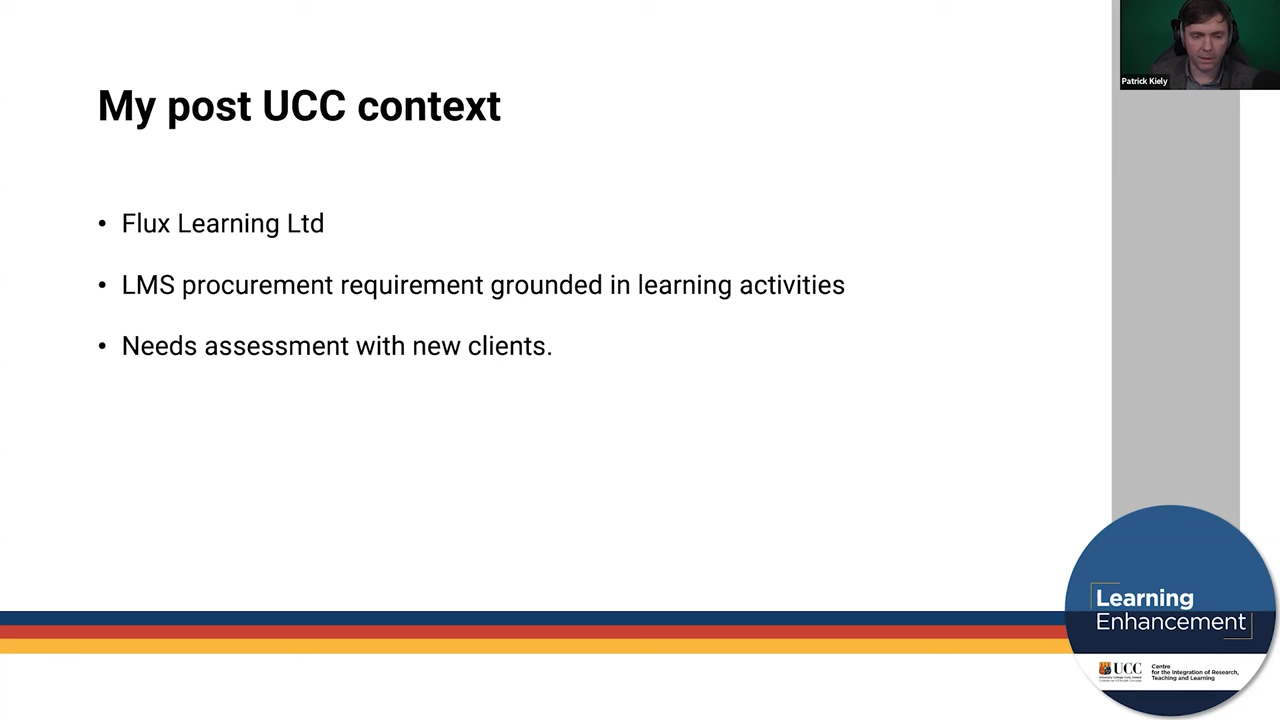 Patrick Kiely
My post UCC context
• Flux Learning Ltd
• LMS procurement requirement grounded in learning activities
• Needs assessment with new clients.
Learning
Enhancement
UCC
Centre
for the Integration of Research,
Teaching and Learning